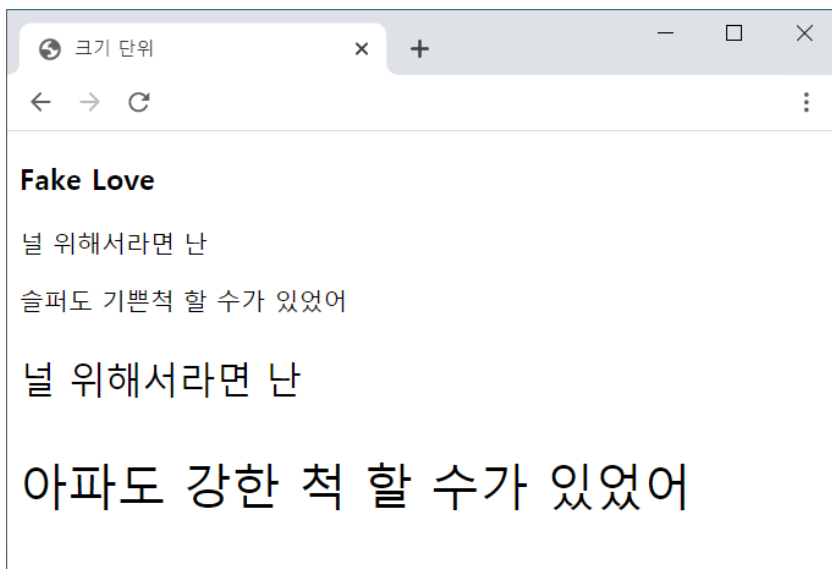 크기 단위
Fake Love
널 위해서라면 난
슬퍼도 기쁜척 할 수가 있었어
널 위해서라면 난
아파도 강한 척 할 수가 있었어